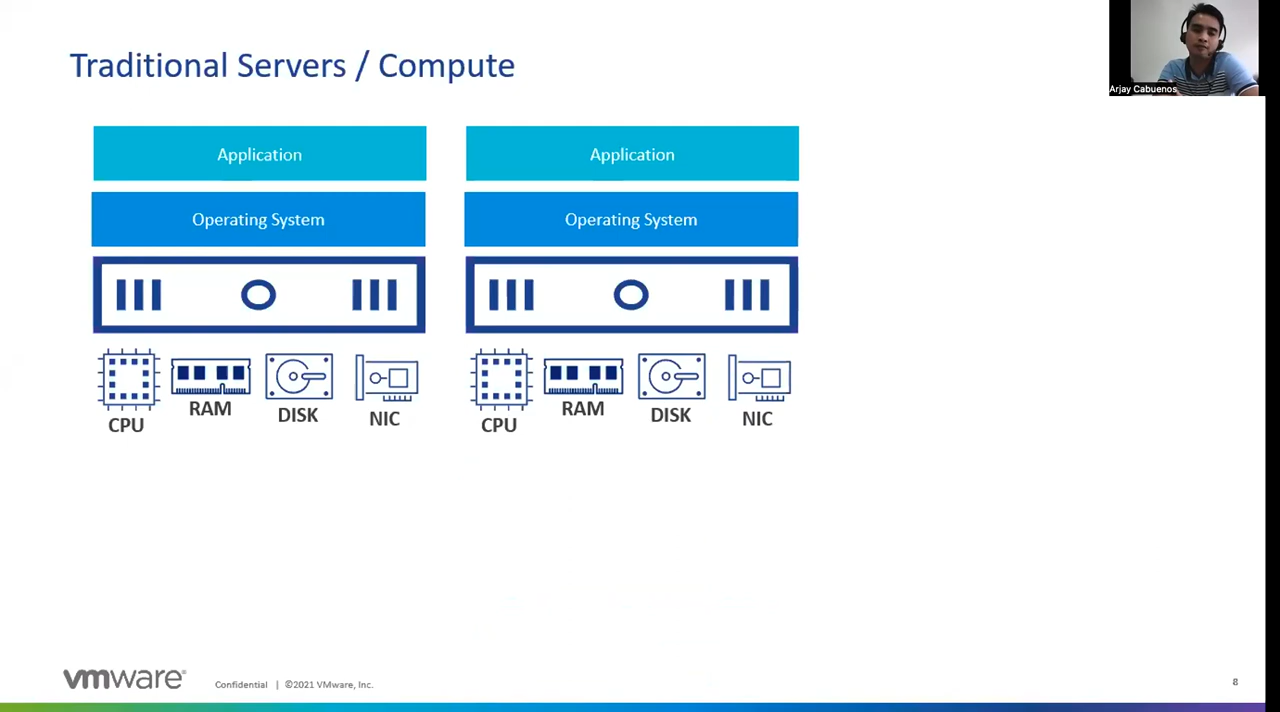 Traditional Servers / Compute
Arjay Cabuenos
Application
Application
Operating System
Operating System
CPU
RAM
DISK
NIC
CPU
RAM
DISK
NIC
vmware®
Confidential | ©2021 VMware, Inc.
8